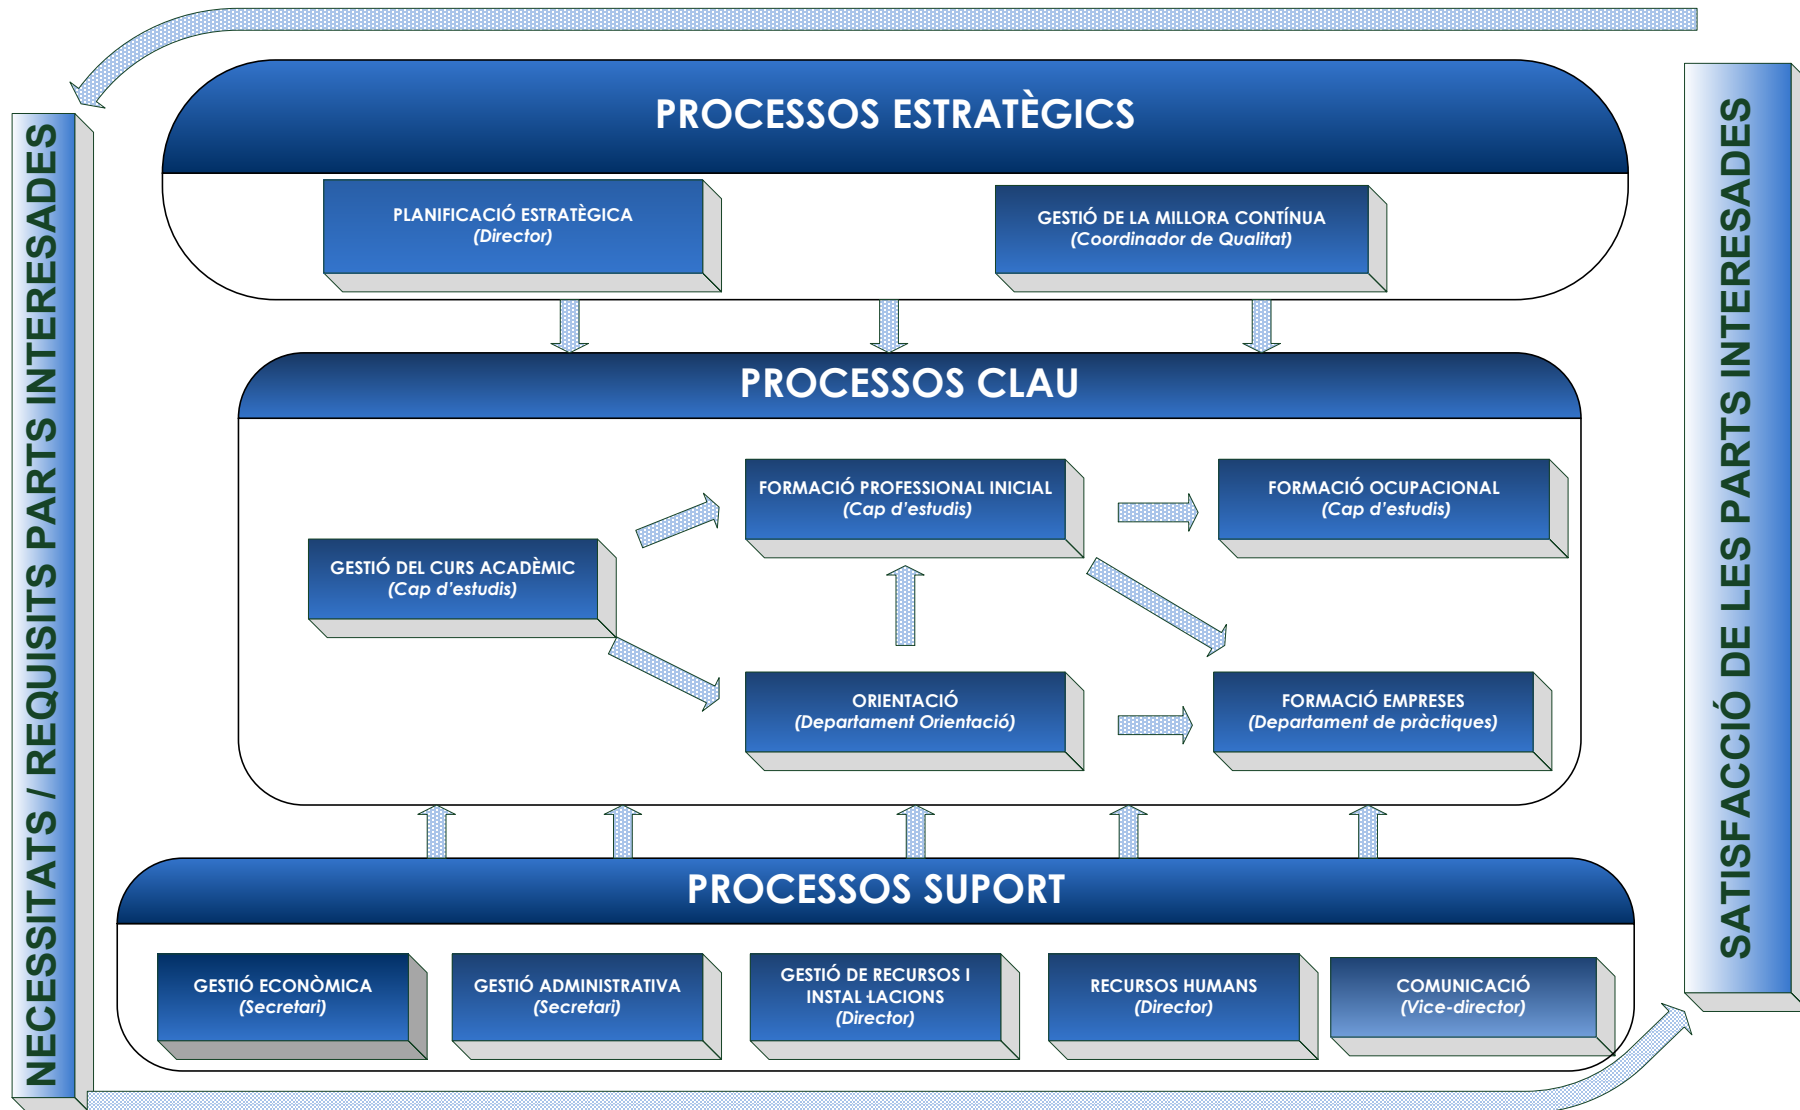 PROCESSOS ESTRATÈGICS
PLANIFICACIÓ ESTRATÈGICA
(Director)
GESTIÓ DE LA MILLORA CONTÍNUA
(Coordinador de Qualitat)
NECESSITATS / REQUISITS PARTS INTERESADES
PROCESSOS CLAU
GESTIÓ DEL CURS ACADÈMIC
(Cap d'estudis)
FORMACIÓ PROFESSIONAL INICIAL
(Cap d'estudis)
FORMACIÓ OCUPACIONAL
(Cap d'estudis)
ORIENTACIÓ
(Departament Orientació)
FORMACIÓ EMPRESES
(Departament de pràctiques)
SATISFACCIÓ DE LES PARTS INTERESADES
PROCESSOS SUPORT
GESTIÓ ECONÒMICA
(Secretari)
GESTIÓ ADMINISTRATIVA
(Secretari)
GESTIÓ DE RECURSOS I
INSTAL·LACIONS
(Director)
RECURSOS HUMANS
(Director)
COMUNICACIÓ
(Vice-director)